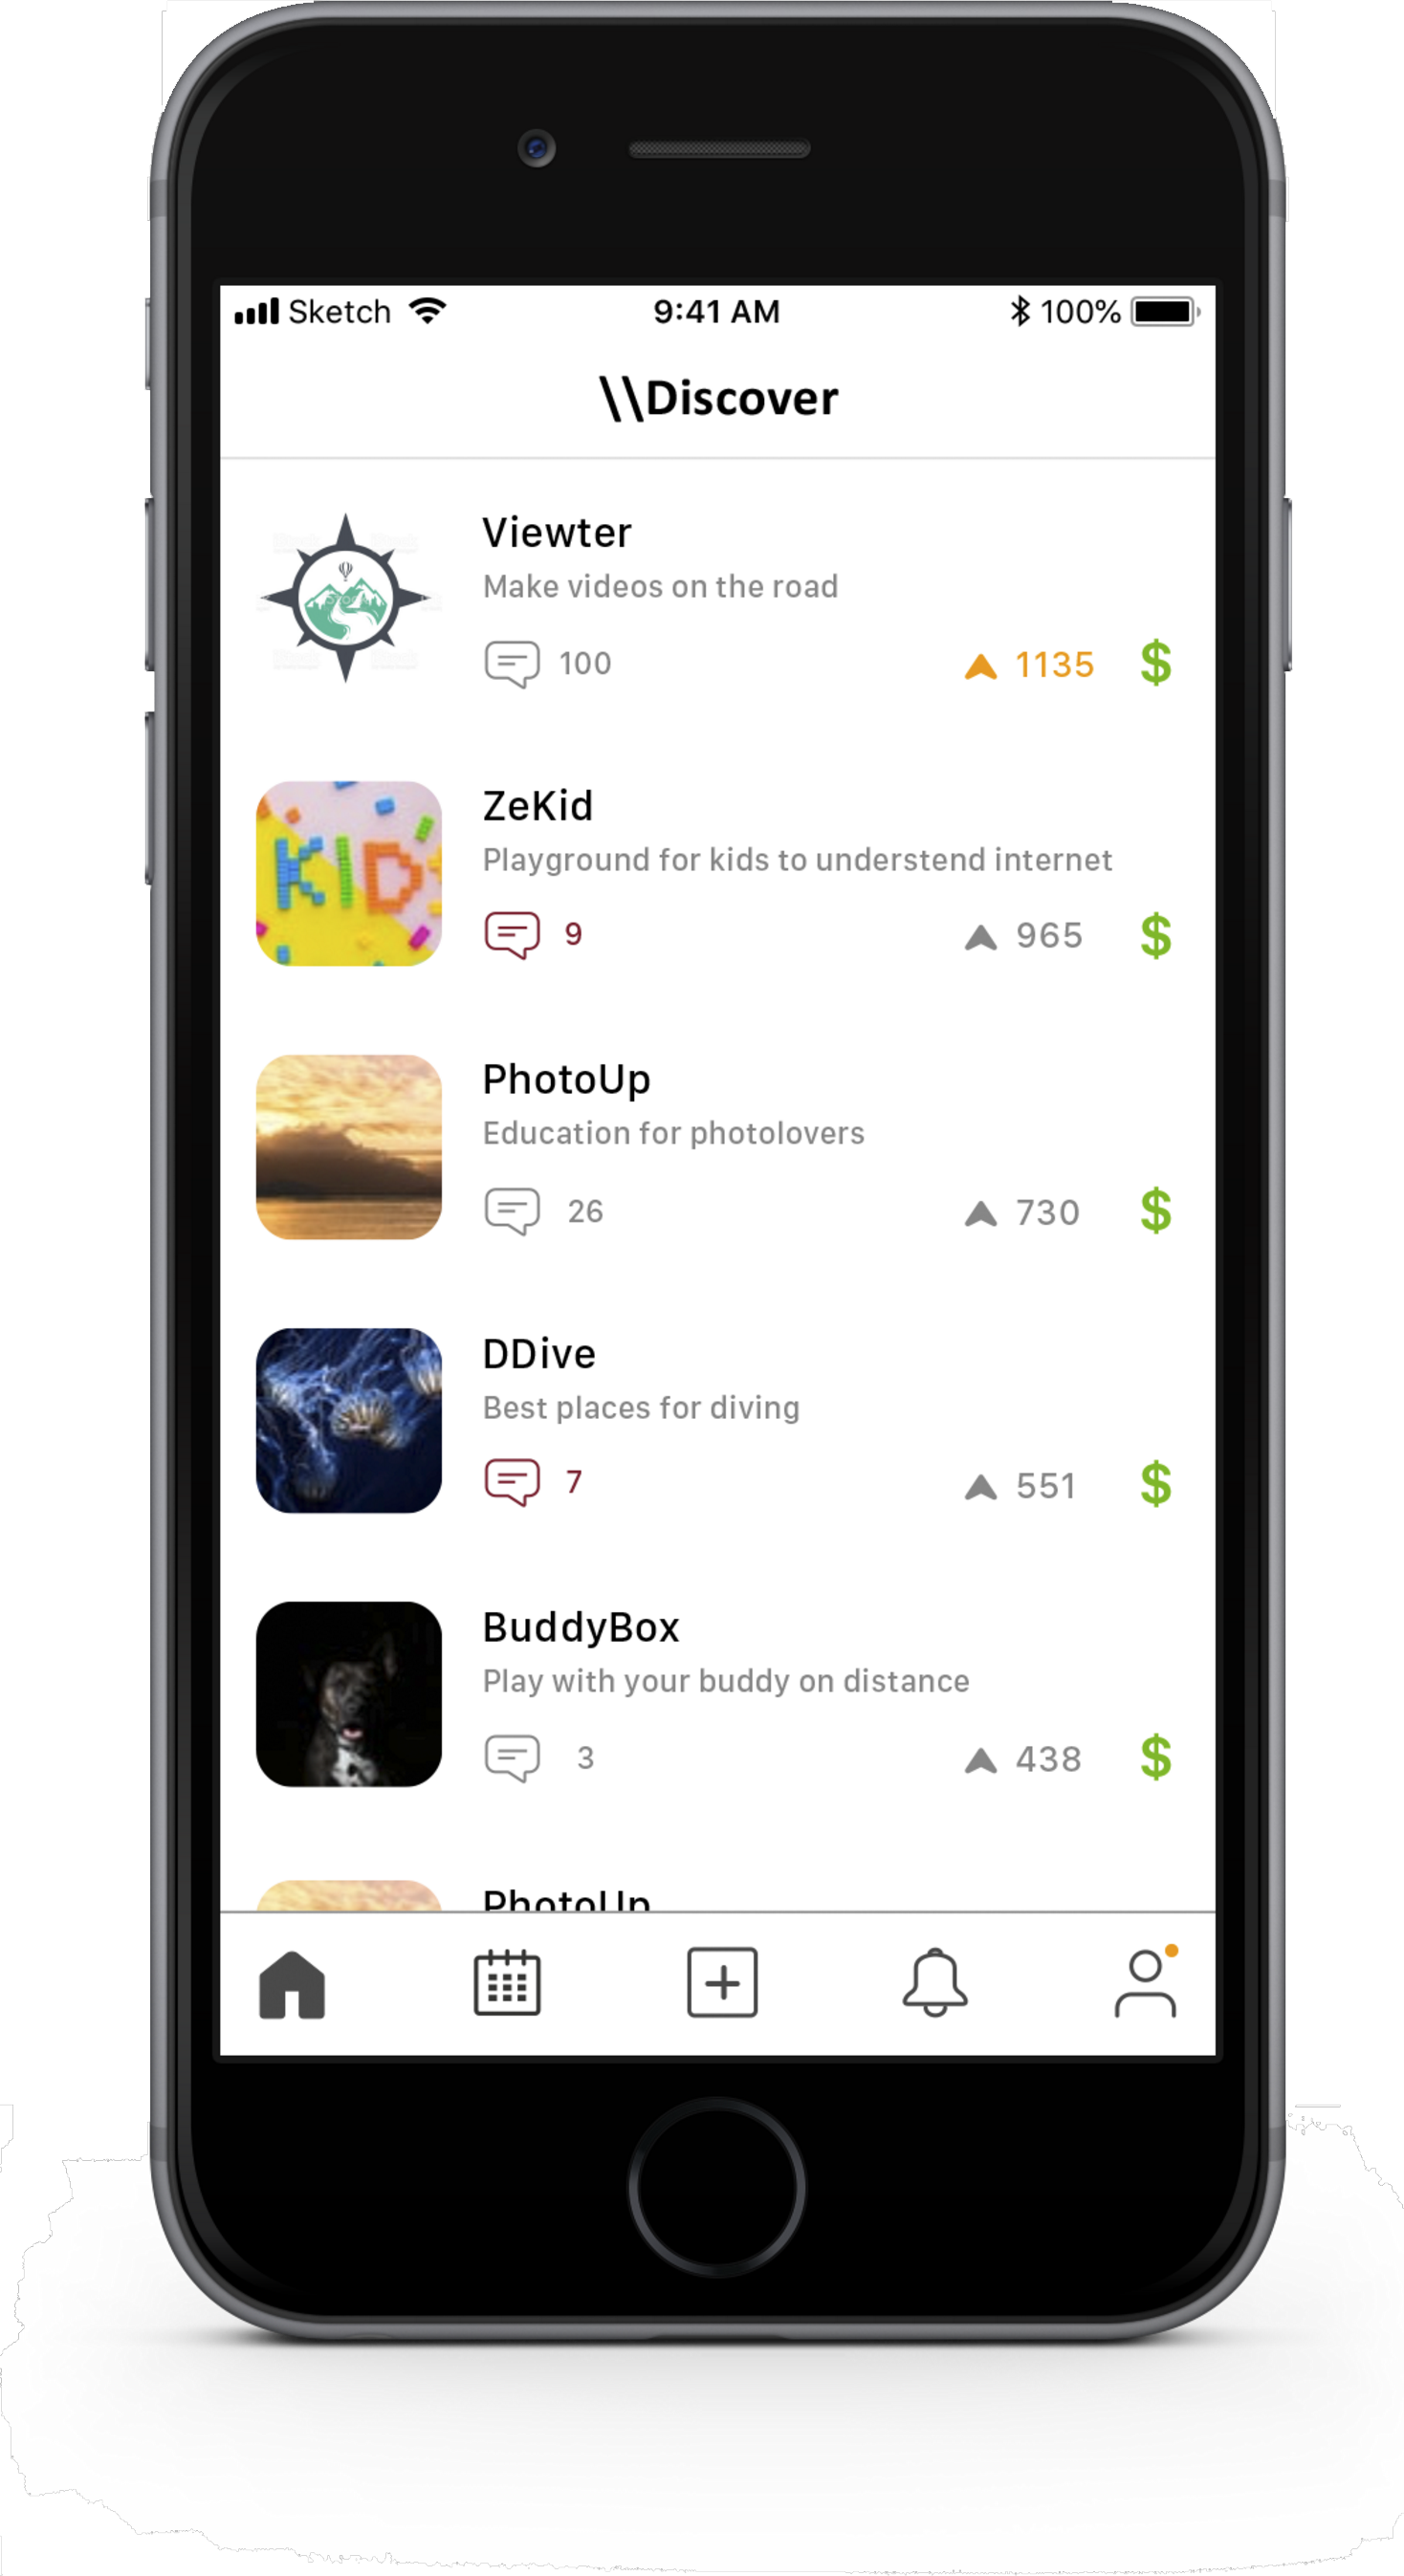 Sketch 9:41 AM 100%
\\Discover
Viewter
Make videos on the road
100 1135 $
ZeKid
Playground for kids to understend internet
KID
9 965 $
PhotoUp
Education for photolovers
26 730 $
DDive
Best places for diving
7 551 $
BuddyBox
Play with your buddy on distance
3 438 $
PhotoUp